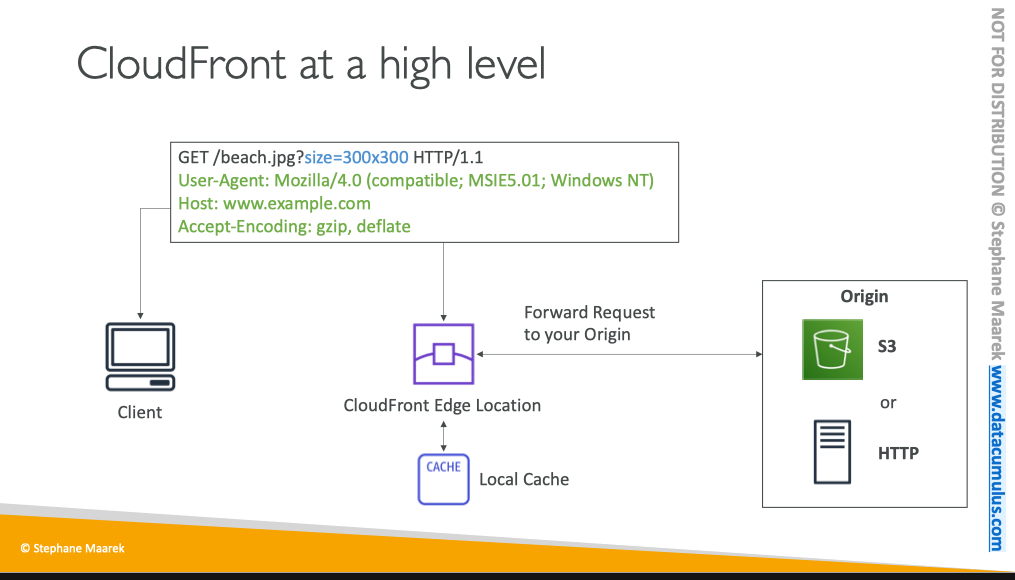 CloudFront at a high level
GET /beach.jpg?size=300x300 HTTP/1.1
User-Agent: Mozilla/4.0 (compatible; MSIE5.01; Windows NT)
Host: www.example.com
Accept-Encoding: gzip, deflate
Client
CloudFront Edge Location
CACHE
Local Cache
Forward Request
to your Origin
Origin
S3
or
HTTP
© Stephane Maarek
NOT FOR DISTRIBUTION © Stephane Maarek www.datacumulus.com